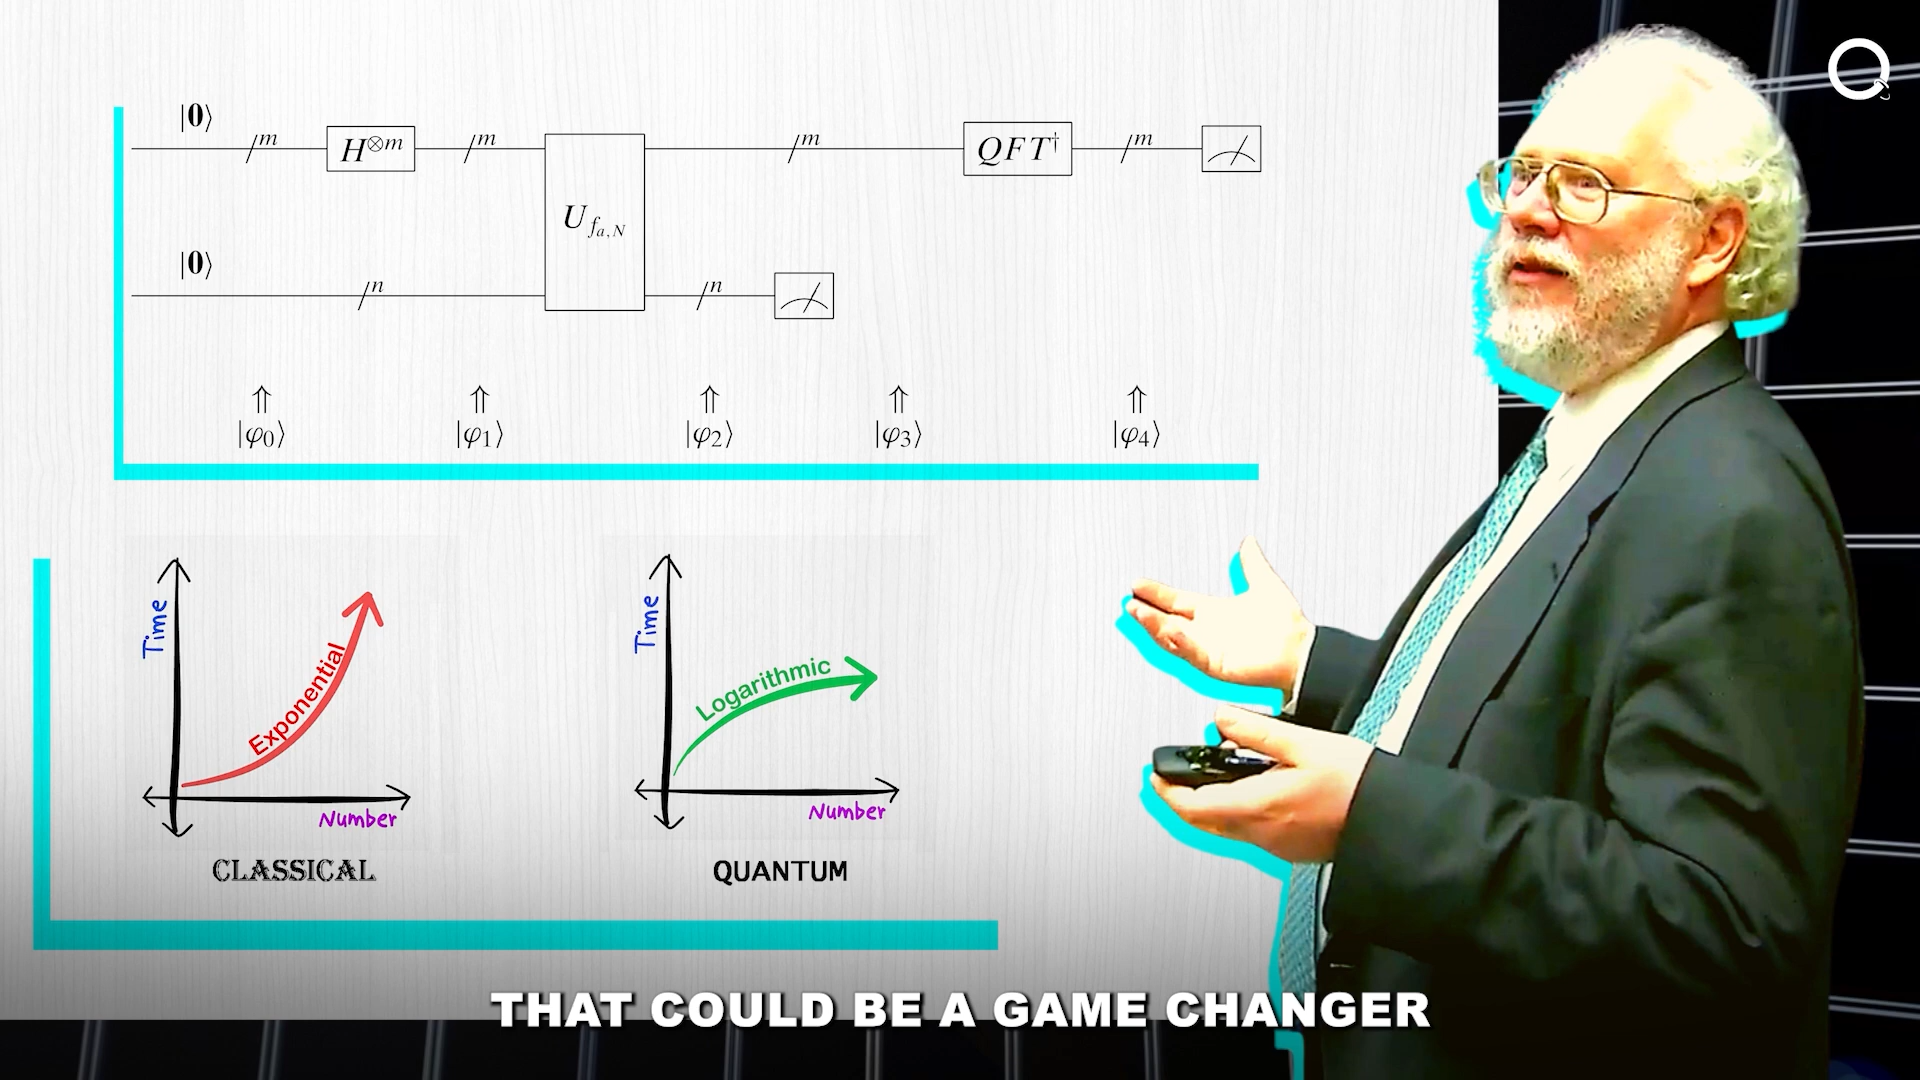 |0⟩
m
H⊗m
m
m
QFT†
m
U fa,N
|0⟩
n
n
|φ0⟩
|φ1⟩
|φ2⟩
|φ3⟩
|φ4⟩
Time
Exponential
Number
CLASSICAL
Time
Logarithmic
Number
QUANTUM
THAT COULD BE A GAME CHANGER